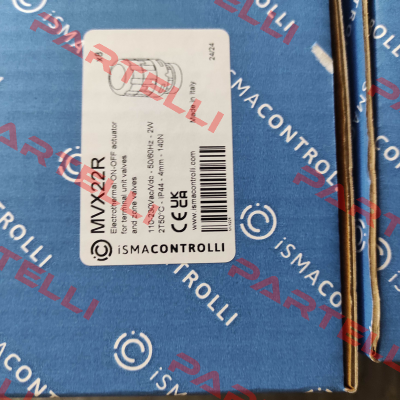 x6
24/24
Made in Italy
MVX22R
Electrothermal ON-OFF actuator
for terminal unit valves
and zone valves
110-230Vac/Vdc - 50/60Hz - 2W
2T50°C - IP44 - 4mm - 140N
CE UK CA
www.ismacontrolli.com
iSMACONTROLLI
iSMACONTROLLI
iSMACONTROLLI
iSMACONTROLLI
PARTELLI
PARTELLI
PARTELLI